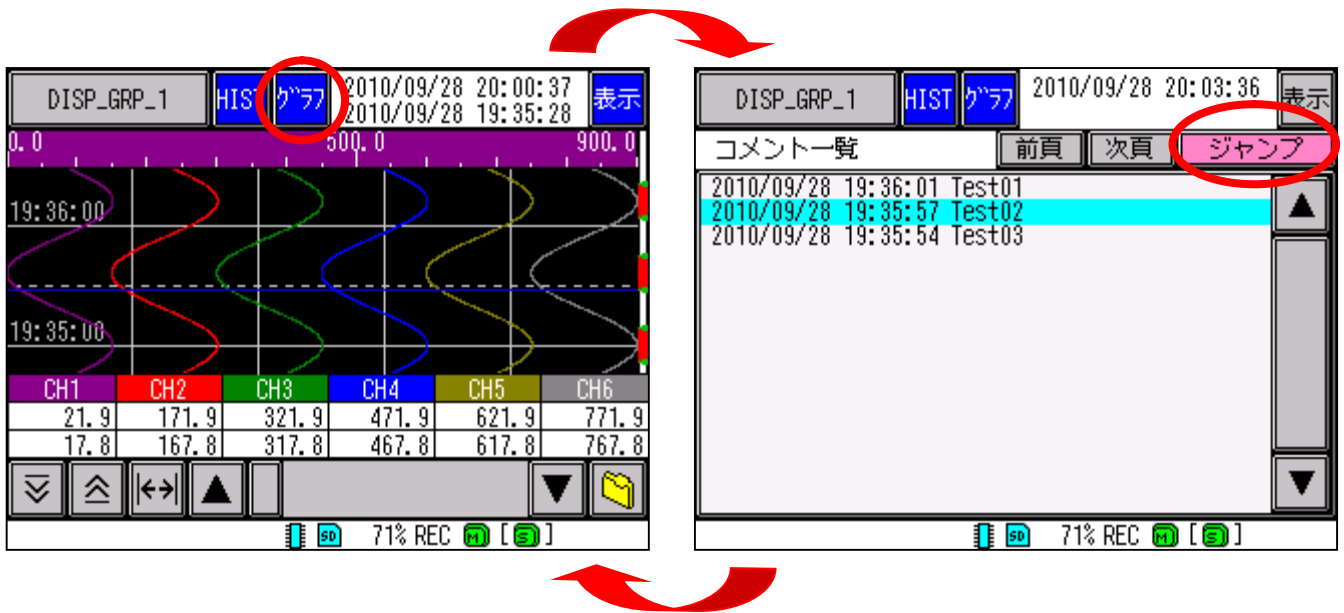 DISP_GRP_1
HIST
グラフ
2010/09/28 20:00:37
2010/09/28 19:35:28
表示
0.0
500.0
900.0
19:36:00
19:35:00
CH1 CH2 CH3 CH4 CH5 CH6
21.9 171.9 321.9 471.9 621.9 771.9
17.8 167.8 317.8 467.8 617.8 767.8
SD 71% REC M [S]
DISP_GRP_1
HIST
グラフ
2010/09/28 20:03:36
表示
コメント一覧
前頁
次頁
ジャンプ
2010/09/28 19:36:01 Test01
2010/09/28 19:35:57 Test02
2010/09/28 19:35:54 Test03
SD 71% REC M [S]